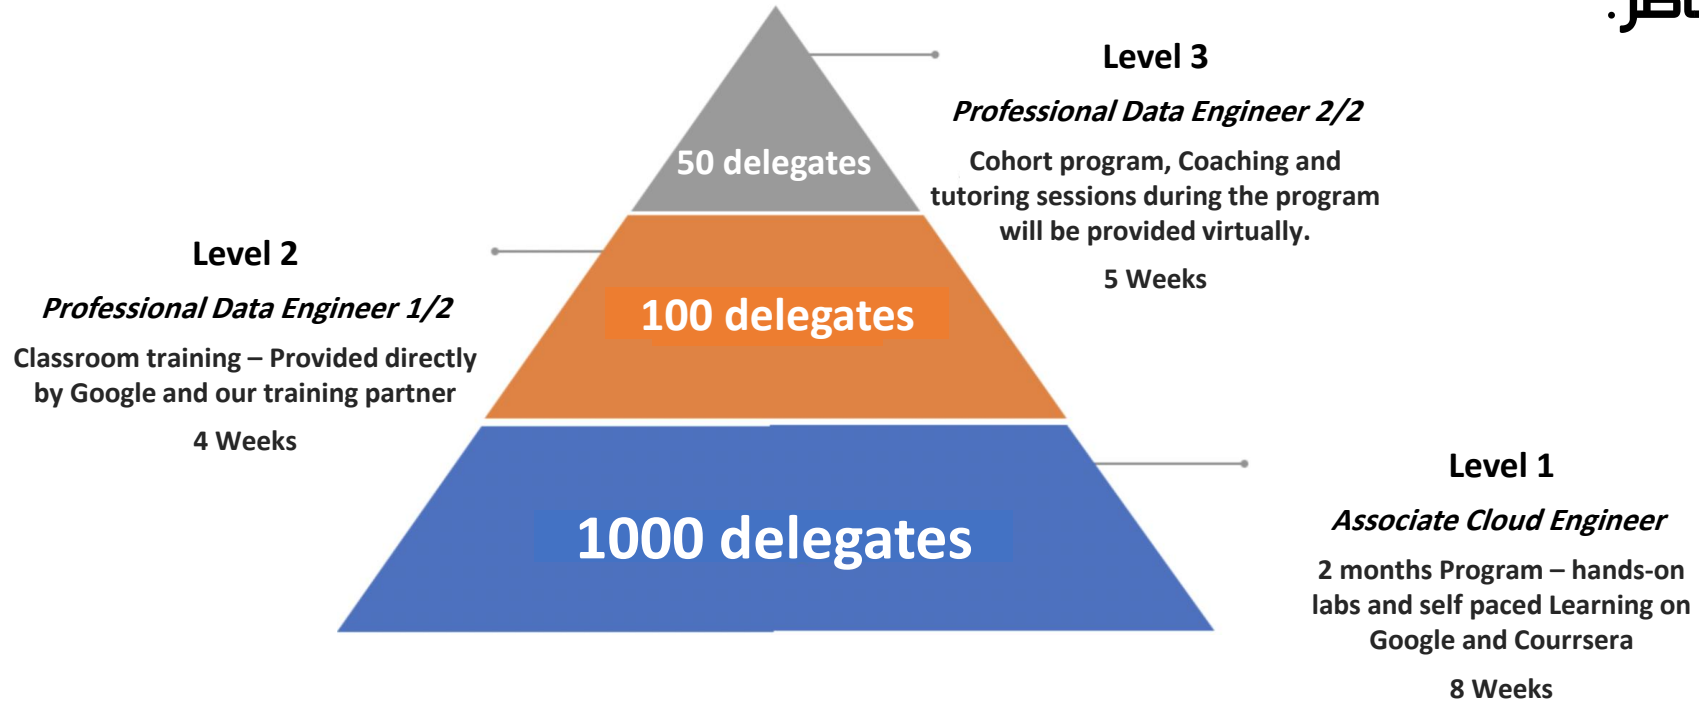 Level 3
Professional Data Engineer 2/2
Cohort program, Coaching and
tutoring sessions during the program
will be provided virtually.
5 Weeks
50 delegates
Level 2
Professional Data Engineer 1/2
Classroom training – Provided directly
by Google and our training partner
4 Weeks
100 delegates
Level 1
Associate Cloud Engineer
2 months Program – hands-on
labs and self paced Learning on
Google and Courrsera
8 Weeks
1000 delegates